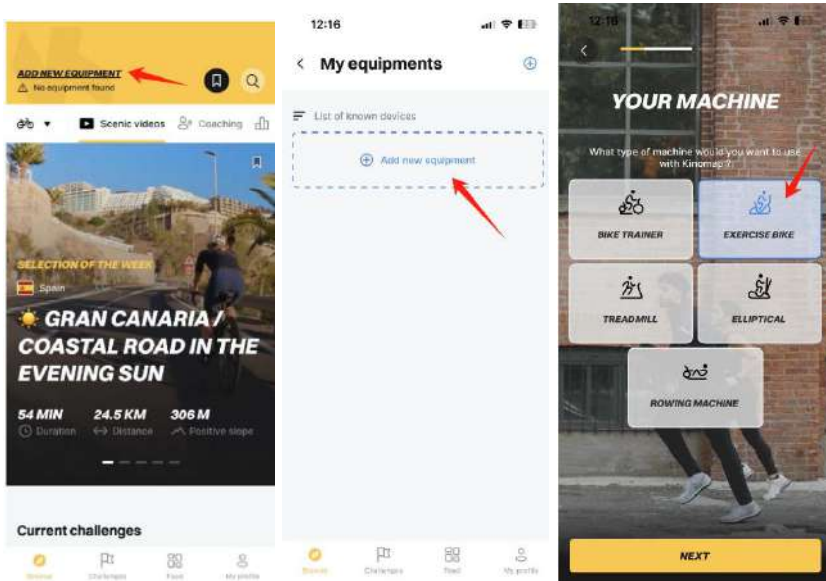 ADD NEW EQUIPMENT
No equipment found
Scenic videos
Coaching
SELECTION OF THE WEEK
Spain
GRAN CANARIA /
COASTAL ROAD IN THE
EVENING SUN
54 MIN 24.5 KM 306 M
Duration Distance Positive slope
Current challenges
Browse Challenges Feed My profile
12:16
My equipments
List of known devices
Add new equipment
Browse Challenges Feed My profile
12:16
YOUR MACHINE
What type of machine would you want to use
with Kinomap ?
BIKE TRAINER EXERCISE BIKE
TREADMILL ELLIPTICAL
ROWING MACHINE
NEXT